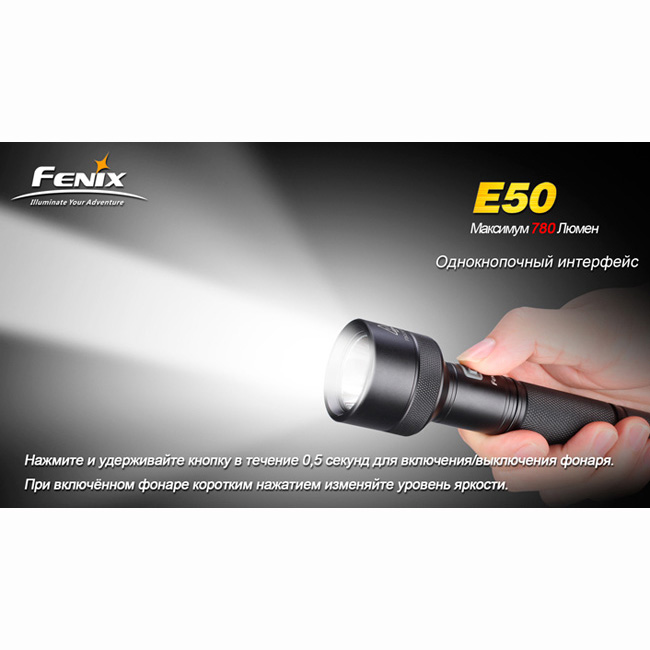 FENIX
Illuminate Your Adventure
E50
Максимум 780 Люмен
Однокнопочный интерфейс
Нажмите и удерживайте кнопку в течение 0,5 секунд для включения/выключения фонаря.
При включённом фонаре коротким нажатием изменяйте уровень яркости.